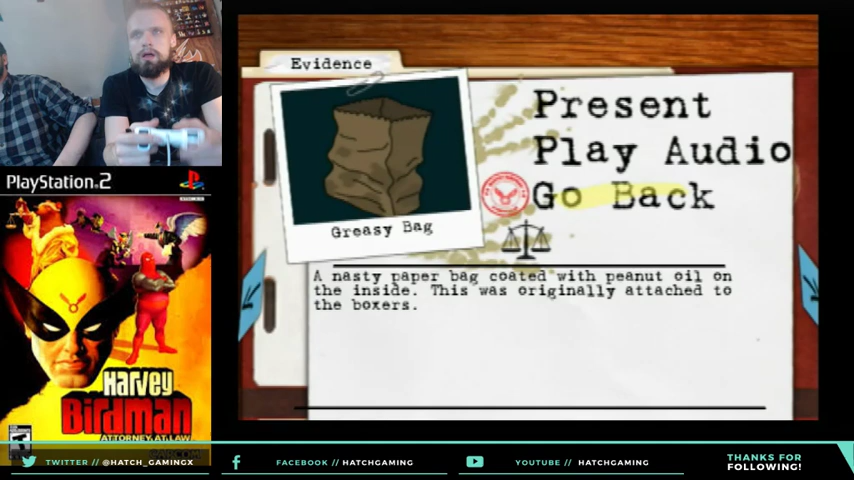 Evidence
Present
Play Audio
Go Back
Greasy Bag
A nasty paper bag coated with peanut oil on
the inside. This was originally attached to
the boxers.
PlayStation.2
HARVEY
BIRDMAN
ATTORNEY AT LAW
CAPCOM
TWITTER // @HATCH_GAMINGX
FACEBOOK // HATCHGAMING
YOUTUBE // HATCHGAMING
THANKS FOR
FOLLOWING!